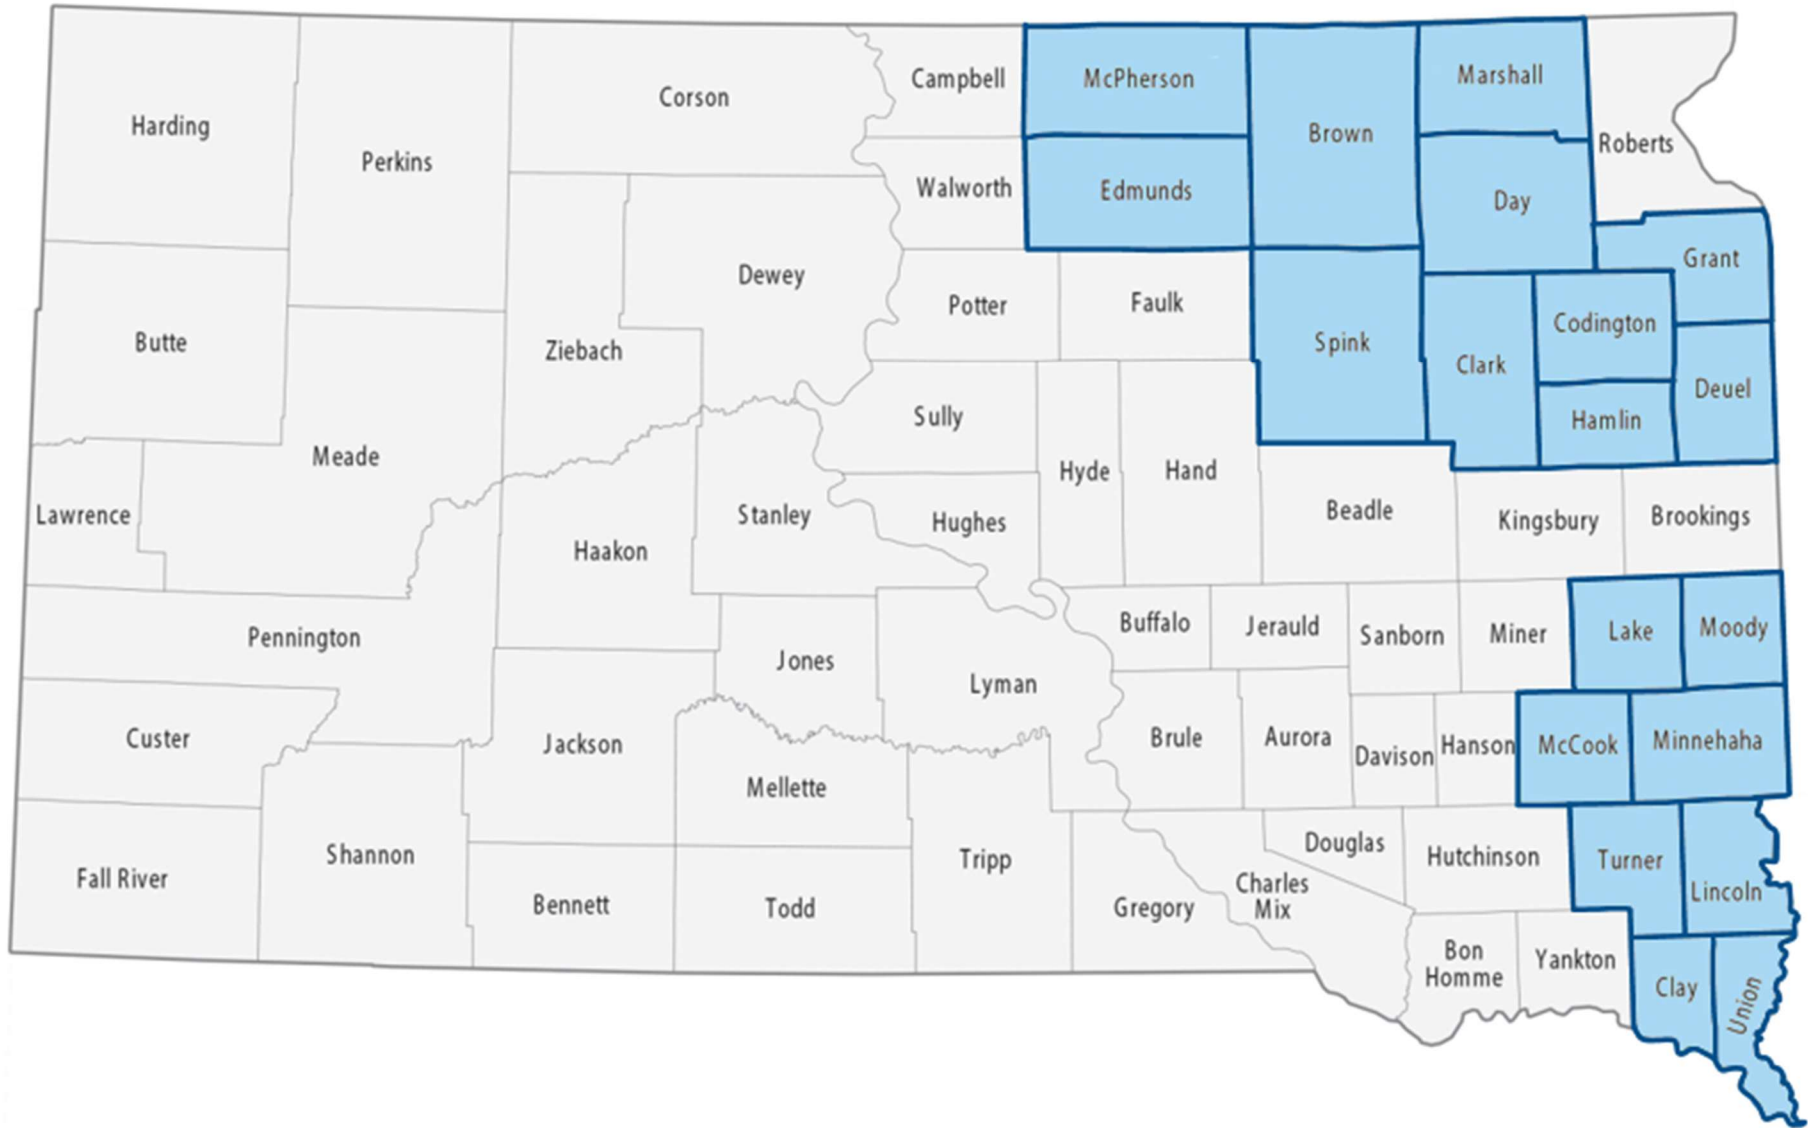 Harding
Perkins
Corson
Campbell
McPherson
Brown
Marshall
Roberts
Walworth
Edmunds
Day
Grant
Butte
Ziebach
Dewey
Potter
Faulk
Spink
Clark
Codington
Deuel
Hamlin
Lawrence
Meade
Haakon
Stanley
Sully
Hughes
Hyde
Hand
Beadle
Kingsbury
Brookings
Pennington
Jones
Lyman
Buffalo
Jerauld
Sanborn
Miner
Lake
Moody
Custer
Jackson
Mellette
Brule
Aurora
Davison
Hanson
McCook
Minnehaha
Fall River
Shannon
Bennett
Todd
Tripp
Gregory
Charles
Mix
Douglas
Hutchinson
Turner
Lincoln
Bon
Homme
Yankton
Clay
Union